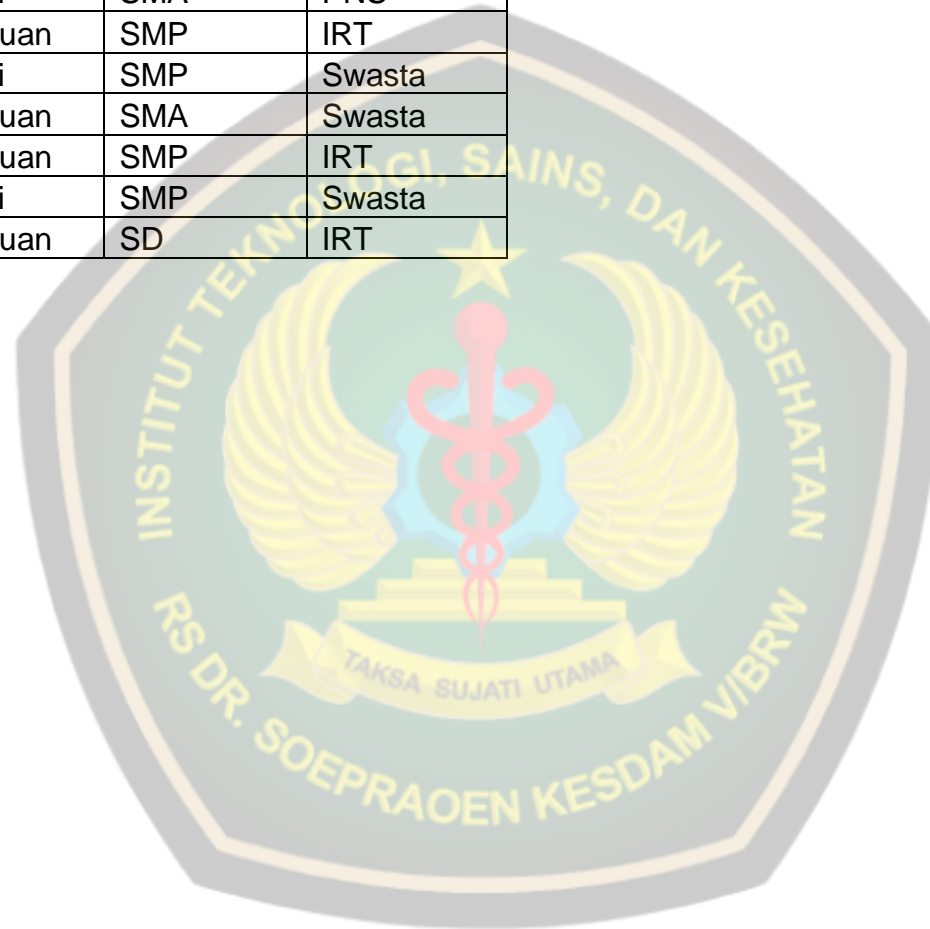 uan SMP IRT
i SMP Swasta
uan SMA Swasta
uan SMP IRT
i SMP Swasta
uan SD IRT
INSTITUT TEKNOLOGI, SAINS, DAN KESEHATAN
TAKSA SUJATI UTAMA
RS DR. SOEPRAOEN KESDAM V/BRW